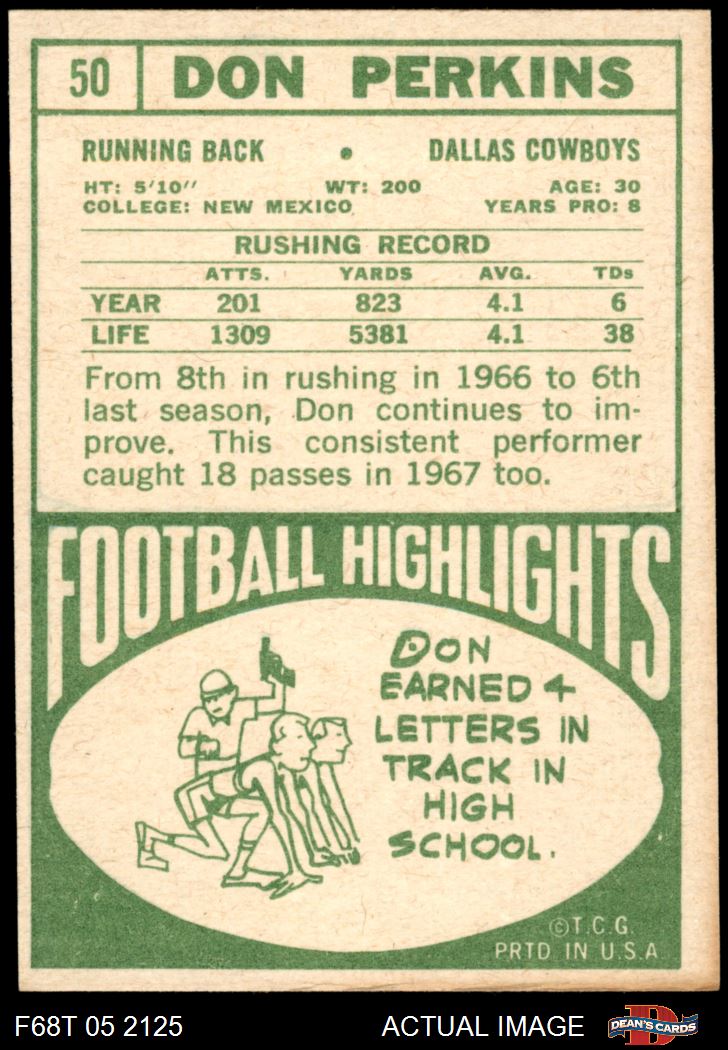 50 DON PERKINS
RUNNING BACK • DALLAS COWBOYS
HT: 5'10" WT: 200 AGE: 30
COLLEGE: NEW MEXICO YEARS PRO: 8
RUSHING RECORD
ATTS. YARDS AVG. TDs
YEAR 201 823 4.1 6
LIFE 1309 5381 4.1 38
From 8th in rushing in 1966 to 6th
last season, Don continues to im-
prove. This consistent performer
caught 18 passes in 1967 too.
FOOTBALL HIGHLIGHTS
DON
EARNED 4
LETTERS IN
TRACK IN
HIGH
SCHOOL.
©T.C.G.
PRTD IN U.S.A.
F68T 05 2125 ACTUAL IMAGE DEAN'S CARDS